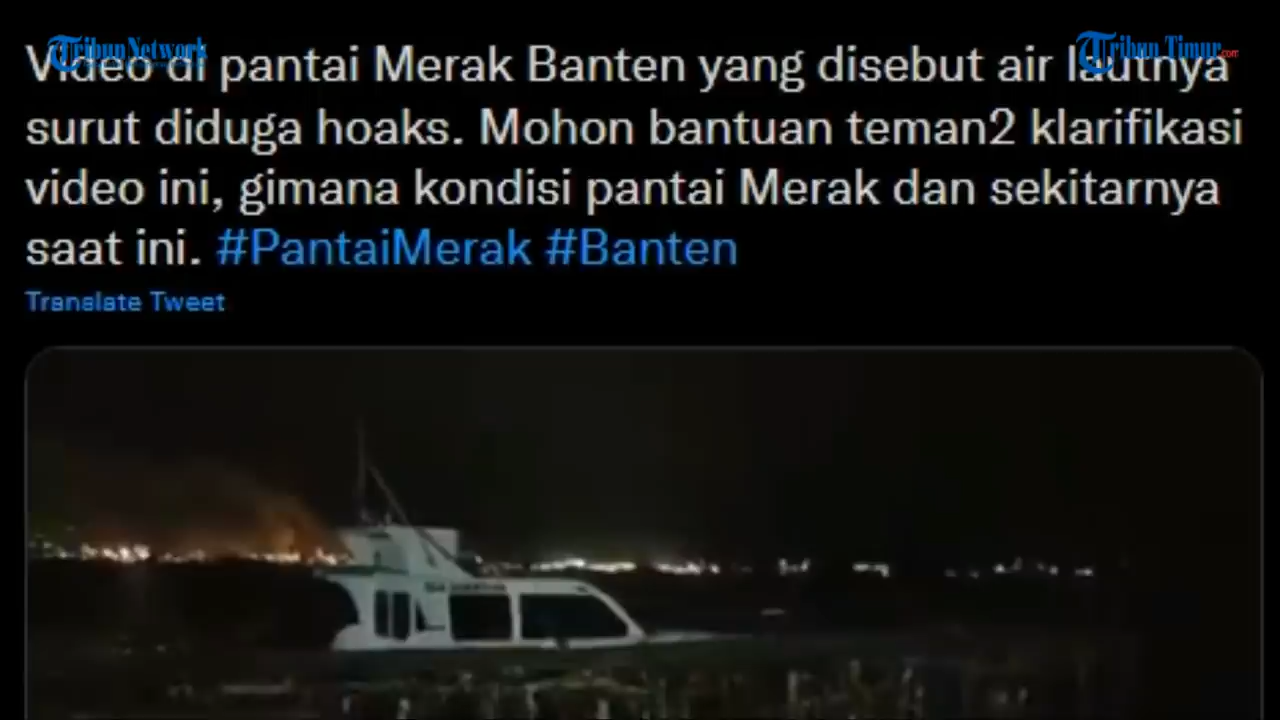 Tribun Network
Tribun Timur.com
Video di pantai Merak Banten yang disebut air lautnya
surut diduga hoaks. Mohon bantuan teman2 klarifikasi
video ini, gimana kondisi pantai Merak dan sekitarnya
saat ini. #PantaiMerak #Banten
Translate Tweet